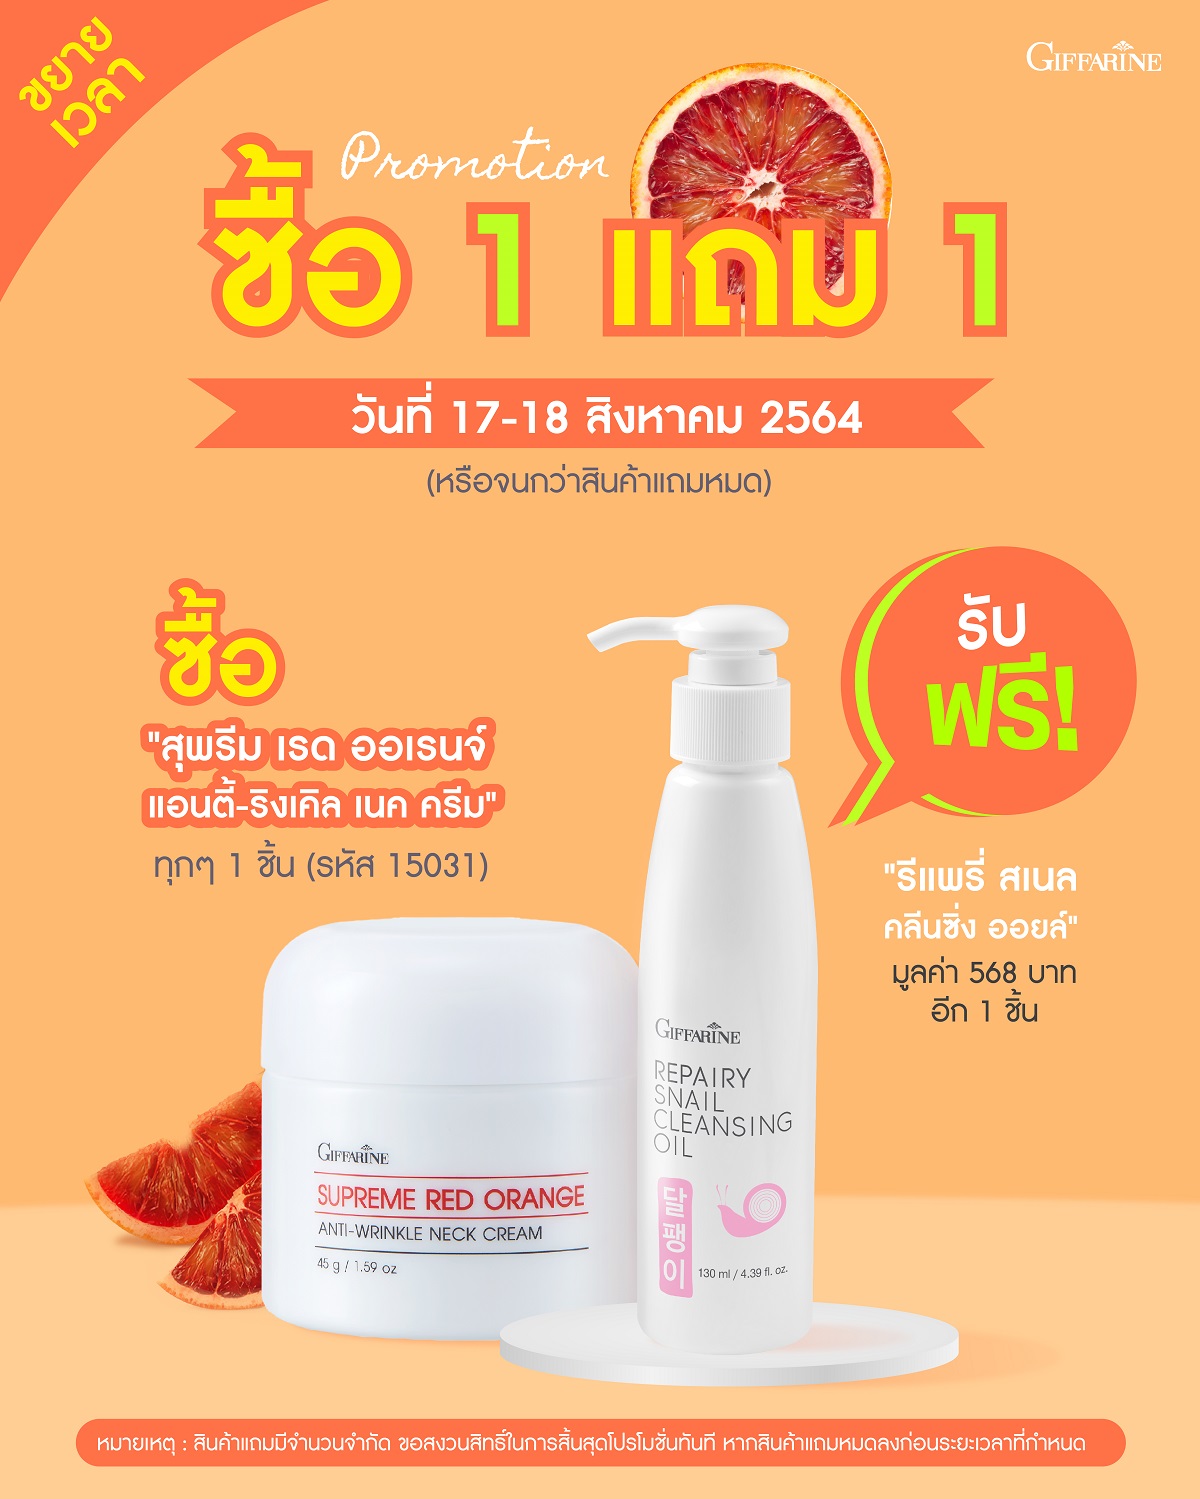 ขยาย
เวลา
GIFFARINE
Promotion
ซื้อ 1 แถม 1
วันที่ 17-18 สิงหาคม 2564
(หรือจนกว่าสินค้าแถมหมด)
ซื้อ
"สุพรีม เรด ออเรนจ์
แอนตี้-ริงเคิล เนค ครีม"
ทุกๆ 1 ชิ้น (รหัส 15031)
รับ
ฟรี!
"รีแพรี่ สเนล
คลีนซิ่ง ออยล์"
มูลค่า 568 บาท
อีก 1 ชิ้น
GIFFARINE
SUPREME RED ORANGE
ANTI-WRINKLE NECK CREAM
45 g / 1.59 oz
GIFFARINE
REPAIRY
SNAIL
CLEANSING
OIL
달팽이
130 ml / 4.39 fl. oz.
หมายเหตุ : สินค้าแถมมีจำนวนจำกัด ขอสงวนสิทธิ์ในการสิ้นสุดโปรโมชั่นทันที หากสินค้าแถมหมดลงก่อนระยะเวลาที่กำหนด